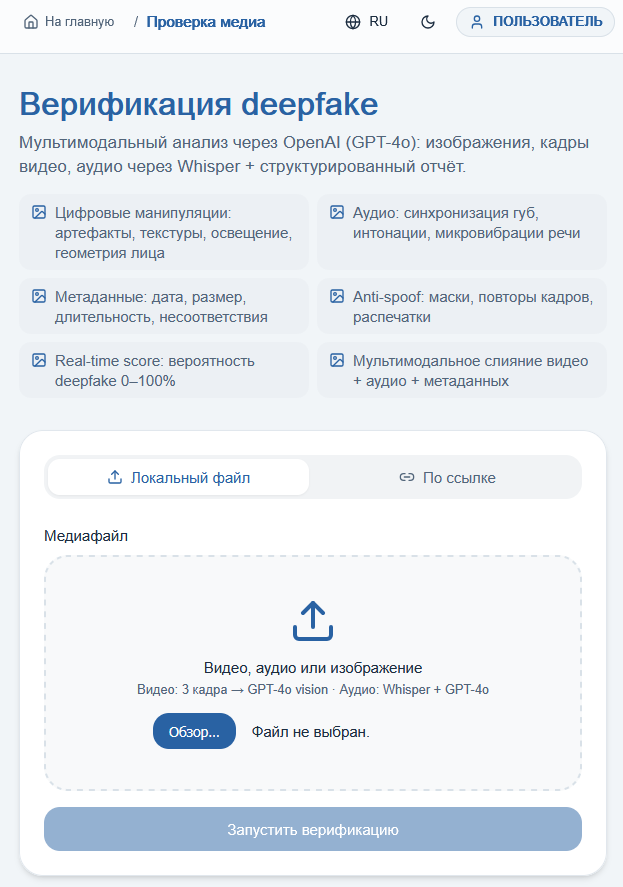 На главную / Проверка медиа RU ПОЛЬЗОВАТЕЛЬ
Верификация deepfake
Мультимодальный анализ через OpenAI (GPT-4o): изображения, кадры
видео, аудио через Whisper + структурированный отчёт.
Цифровые манипуляции:
артефакты, текстуры, освещение,
геометрия лица
Аудио: синхронизация губ,
интонации, микровибрации речи
Метаданные: дата, размер,
длительность, несоответствия
Anti-spoof: маски, повторы кадров,
распечатки
Real-time score: вероятность
deepfake 0–100%
Мультимодальное слияние видео
+ аудио + метаданных
Локальный файл
По ссылке
Медиафайл
Видео, аудио или изображение
Видео: 3 кадра → GPT-4o vision · Аудио: Whisper + GPT-4o
Обзор... Файл не выбран.
Запустить верификацию